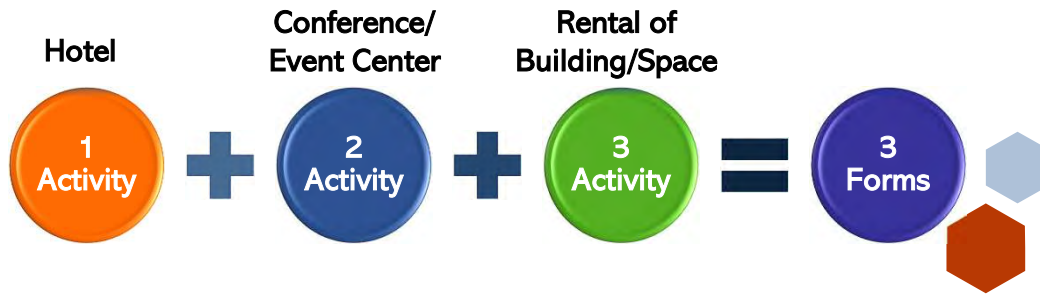 Hotel
Conference/
Event Center
Rental of
Building/Space
1
Activity
2
Activity
3
Activity
3
Forms